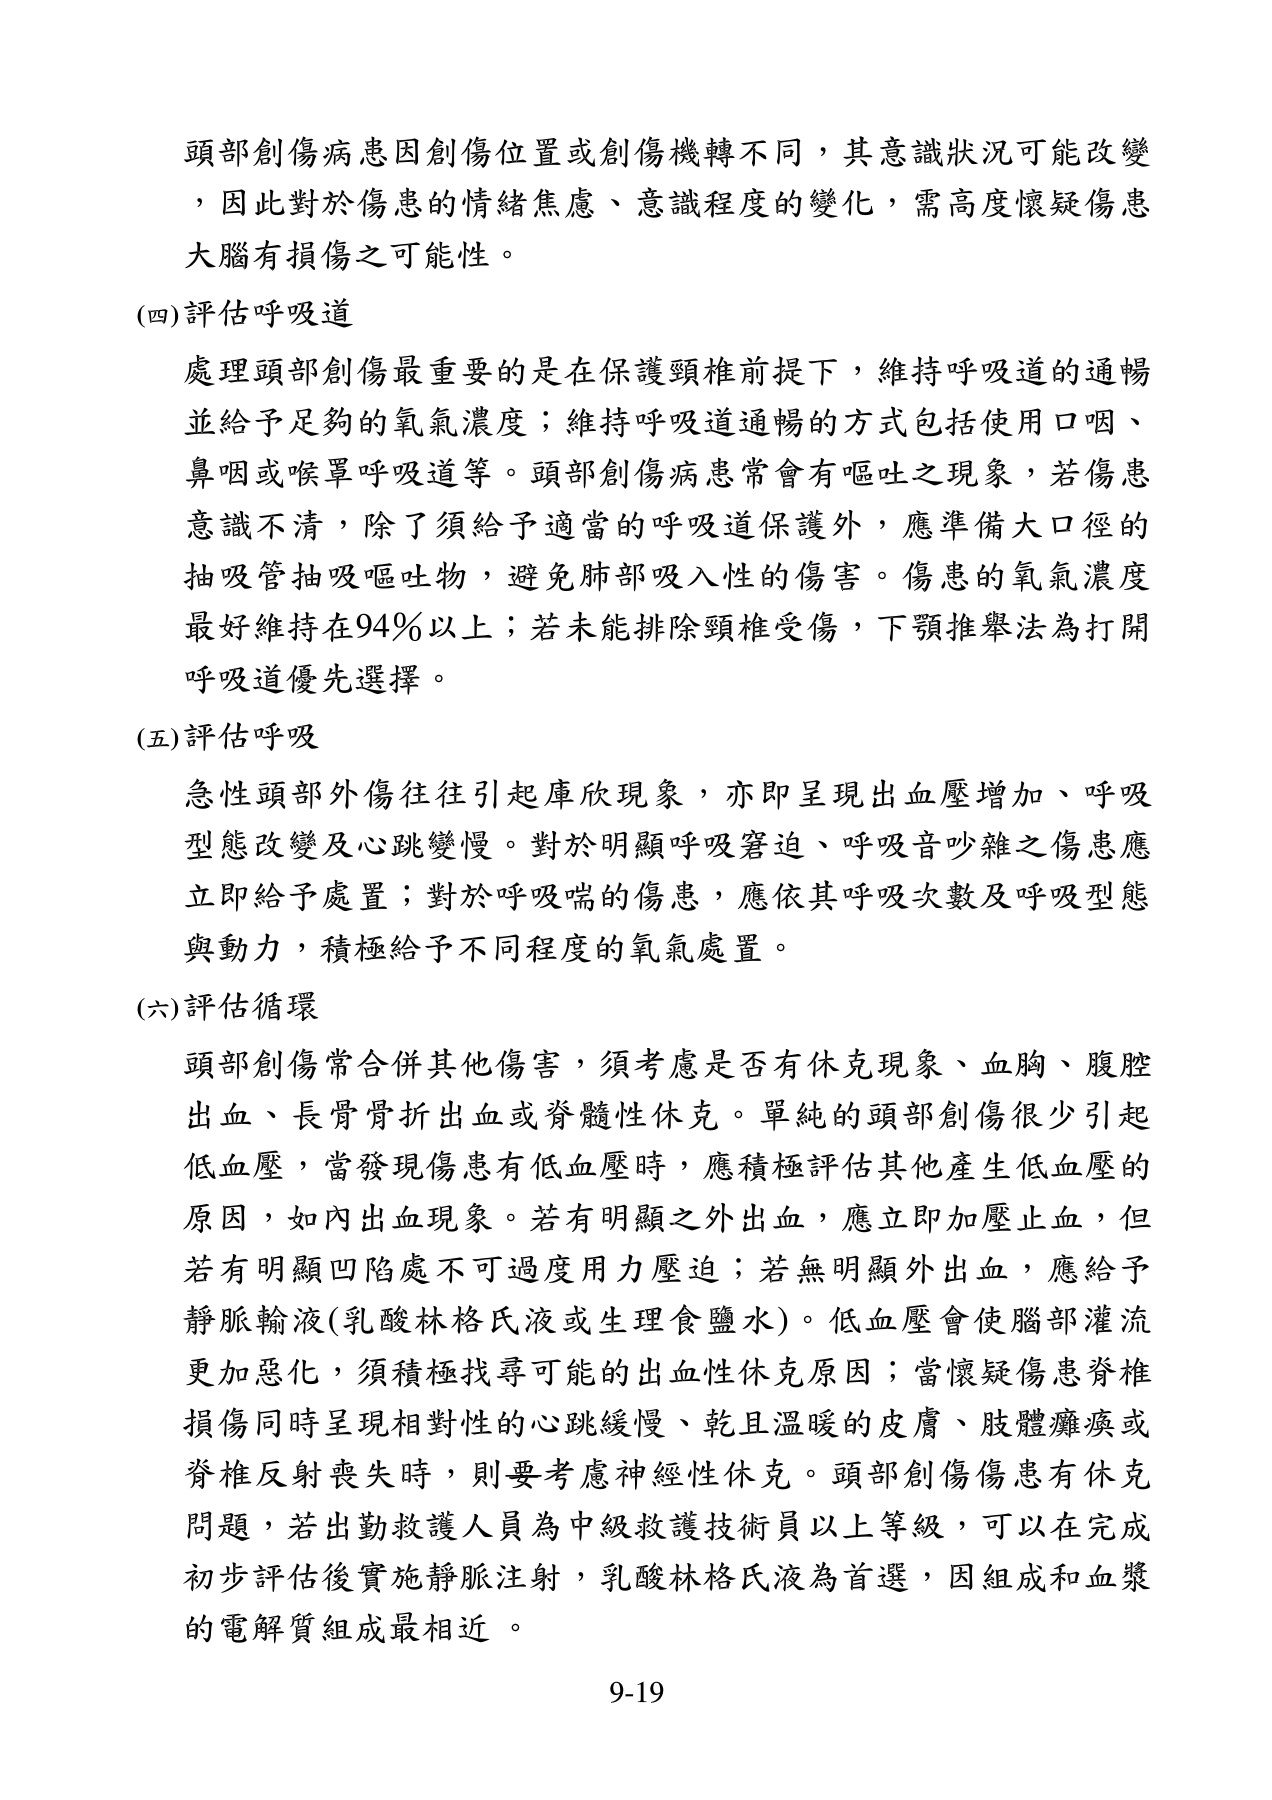 頭部創傷病患因創傷位置或創傷機轉不同，其意識狀況可能改變
，因此對於傷患的情緒焦慮、意識程度的變化，需高度懷疑傷患
大腦有損傷之可能性。
(四)評估呼吸道
處理頭部創傷最重要的是在保護頸椎前提下，維持呼吸道的通暢
並給予足夠的氧氣濃度；維持呼吸道通暢的方式包括使用口咽、
鼻咽或喉罩呼吸道等。頭部創傷病患常會有嘔吐之現象，若傷患
意識不清，除了須給予適當的呼吸道保護外，應準備大口徑的
抽吸管抽吸嘔吐物，避免肺部吸入性的傷害。傷患的氧氣濃度
最好維持在94%以上；若未能排除頸椎受傷，下顎推舉法為打開
呼吸道優先選擇。
(五)評估呼吸
急性頭部外傷往往引起庫欣現象，亦即呈現出血壓增加、呼吸
型態改變及心跳變慢。對於明顯呼吸窘迫、呼吸音吵雜之傷患應
立即給予處置；對於呼吸喘的傷患，應依其呼吸次數及呼吸型態
與動力，積極給予不同程度的氧氣處置。
(六)評估循環
頭部創傷常合併其他傷害，須考慮是否有休克現象、血胸、腹腔
出血、長骨骨折出血或脊髓性休克。單純的頭部創傷很少引起
低血壓，當發現傷患有低血壓時，應積極評估其他產生低血壓的
原因，如內出血現象。若有明顯之外出血，應立即加壓止血，但
若有明顯凹陷處不可過度用力壓迫；若無明顯外出血，應給予
靜脈輸液(乳酸林格氏液或生理食鹽水)。低血壓會使腦部灌流
更加惡化，須積極找尋可能的出血性休克原因；當懷疑傷患脊椎
損傷同時呈現相對性的心跳緩慢、乾且溫暖的皮膚、肢體癱瘓或
脊椎反射喪失時，則要考慮神經性休克。頭部創傷傷患有休克
問題，若出勤救護人員為中級救護技術員以上等級，可以在完成
初步評估後實施靜脈注射，乳酸林格氏液為首選，因組成和血漿
的電解質組成最相近 。
9-19